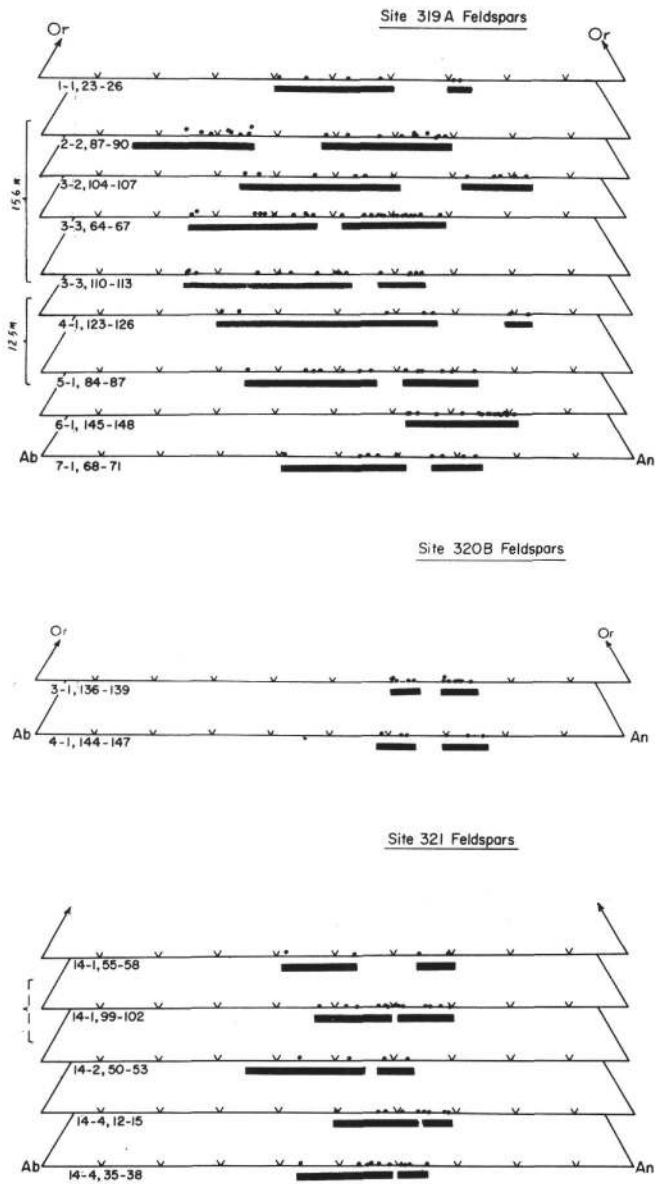 Site 319A Feldspars
Or Or
1-1, 23-26
2-2, 87-90
3-2, 104-107
15.6 m
3-3, 64-67
3-3, 110-113
4-1, 123-126
12.5m
5-1, 84-87
6-1, 145-148
Ab An
7-1, 68-71
Site 320B Feldspars
Or Or
3-1, 136-139
Ab An
4-1, 144-147
Site 321 Feldspars
14-1, 55-58
14-1, 99-102
14-2, 50-53
14-4, 12-15
Ab An
14-4, 35-38